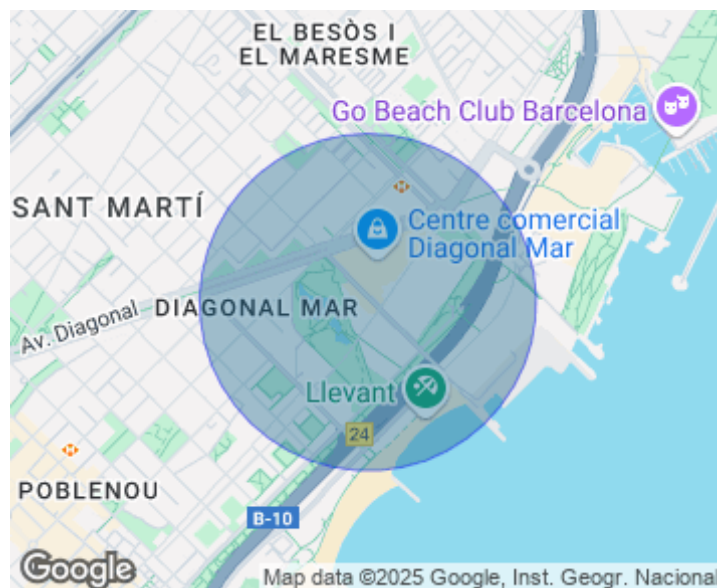 EL BESÒS I
EL MARESME
Go Beach Club Barcelona
SANT MARTÍ
Centre comercial
Diagonal Mar
DIAGONAL MAR
Av. Diagonal
Llevant
24
POBLENOU
B-10
Google
Map data ©2025 Google, Inst. Geogr. Nacional